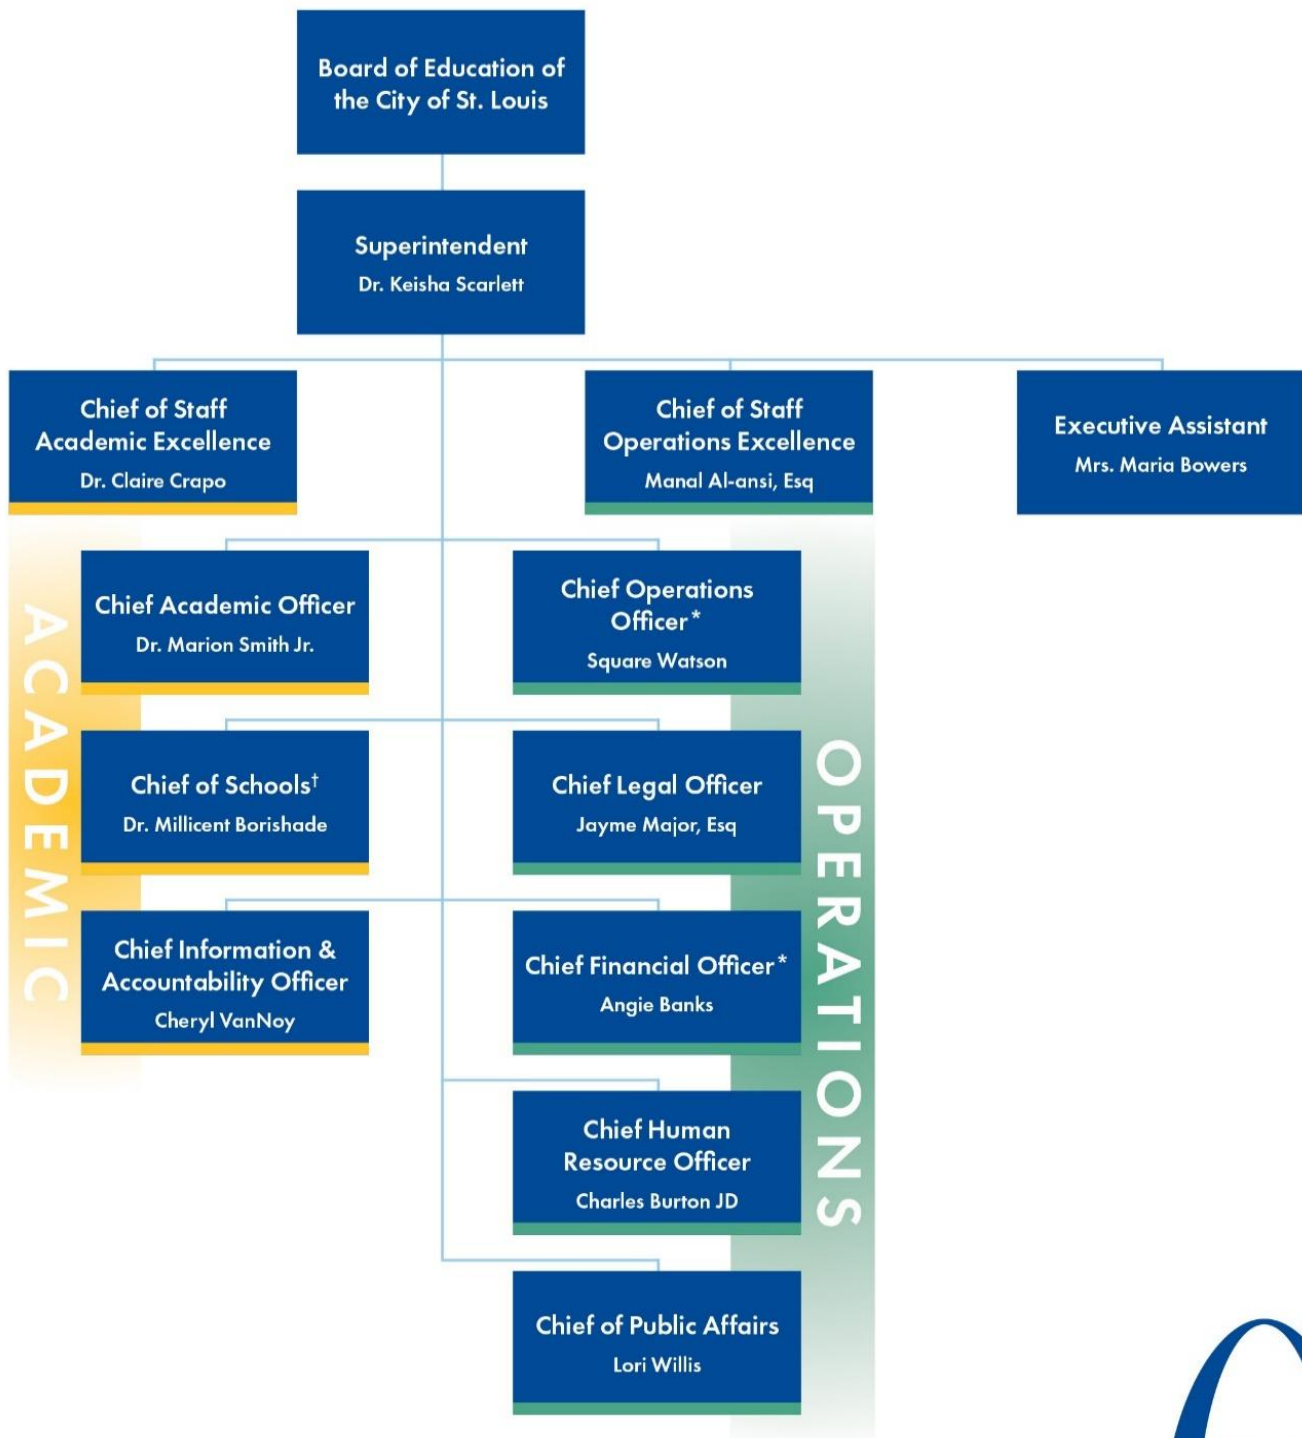 Board of Education of
the City of St. Louis
Superintendent
Dr. Keisha Scarlett
Chief of Staff
Academic Excellence
Dr. Claire Crapo
Chief of Staff
Operations Excellence
Manal Al-ansi, Esq
Executive Assistant
Mrs. Maria Bowers
ACADEMIC
Chief Academic Officer
Dr. Marion Smith Jr.
Chief of Schools†
Dr. Millicent Borishade
Chief Information &
Accountability Officer
Cheryl VanNoy
Chief Operations
Officer*
Square Watson
Chief Legal Officer
Jayme Major, Esq
Chief Financial Officer*
Angie Banks
Chief Human
Resource Officer
Charles Burton JD
Chief of Public Affairs
Lori Willis
OPERATIONS